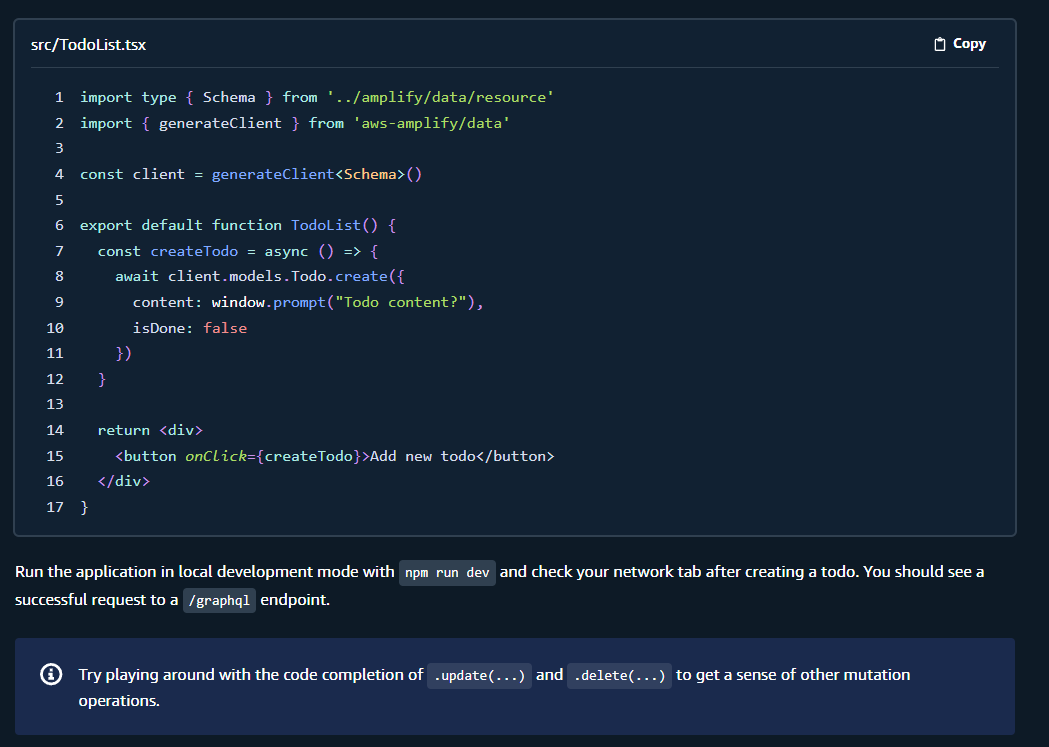 src/TodoList.tsx
Copy
1 import type { Schema } from '../amplify/data/resource'
2 import { generateClient } from 'aws-amplify/data'
3
4 const client = generateClient<Schema>()
5
6 export default function TodoList() {
7   const createTodo = async () => {
8     await client.models.Todo.create({
9       content: window.prompt("Todo content?"),
10       isDone: false
11     })
12   }
13
14   return <div>
15     <button onClick={createTodo}>Add new todo</button>
16   </div>
17 }
Run the application in local development mode with npm run dev and check your network tab after creating a todo. You should see a
successful request to a /graphql endpoint.
Try playing around with the code completion of .update(...) and .delete(...) to get a sense of other mutation
operations.